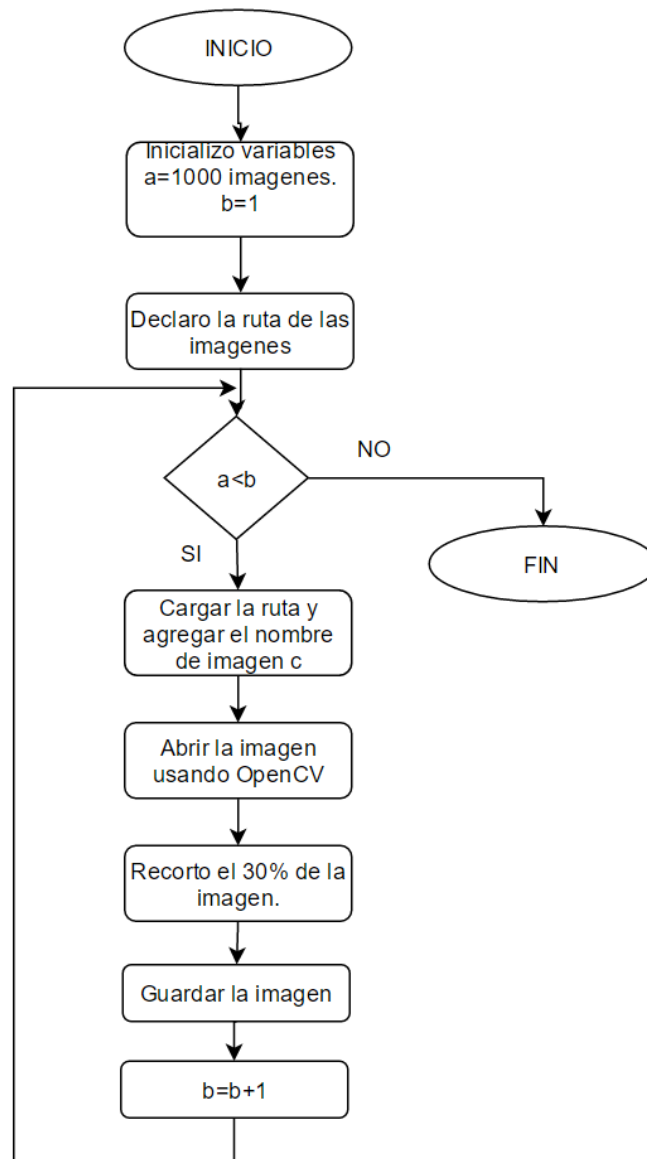 INICIO
Inicializo variables
a=1000 imagenes.
b=1
Declaro la ruta de las
imagenes
a<b
NO
SI
FIN
Cargar la ruta y
agregar el nombre
de imagen c
Abrir la imagen
usando OpenCV
Recorto el 30% de la
imagen.
Guardar la imagen
b=b+1